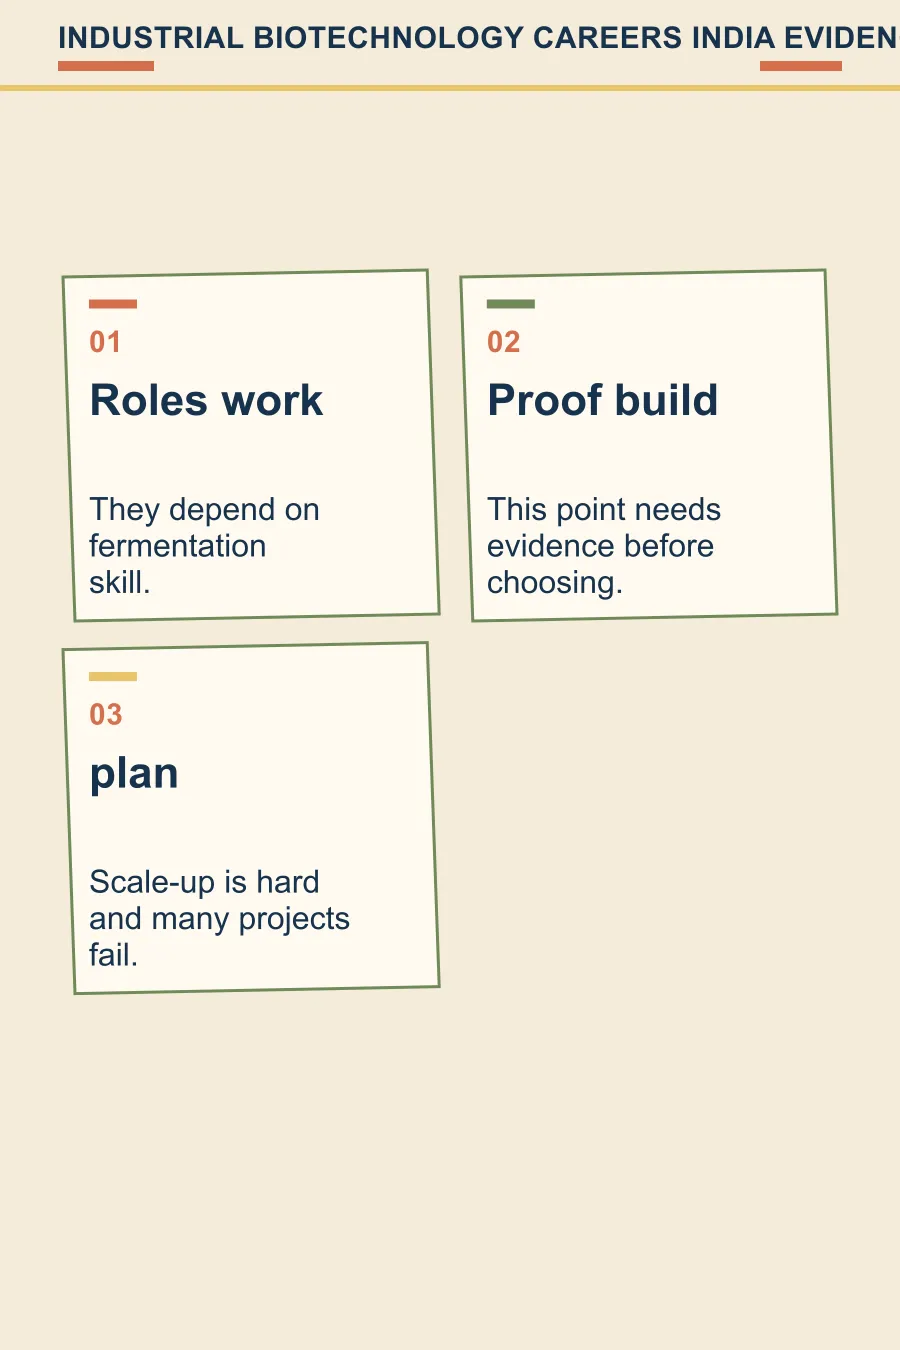 INDUSTRIAL BIOTECHNOLOGY CAREERS INDIA EVIDEN
01
Roles work
They depend on
fermentation
skill.
02
Proof build
This point needs
evidence before
choosing.
03
plan
Scale-up is hard
and many projects
fail.